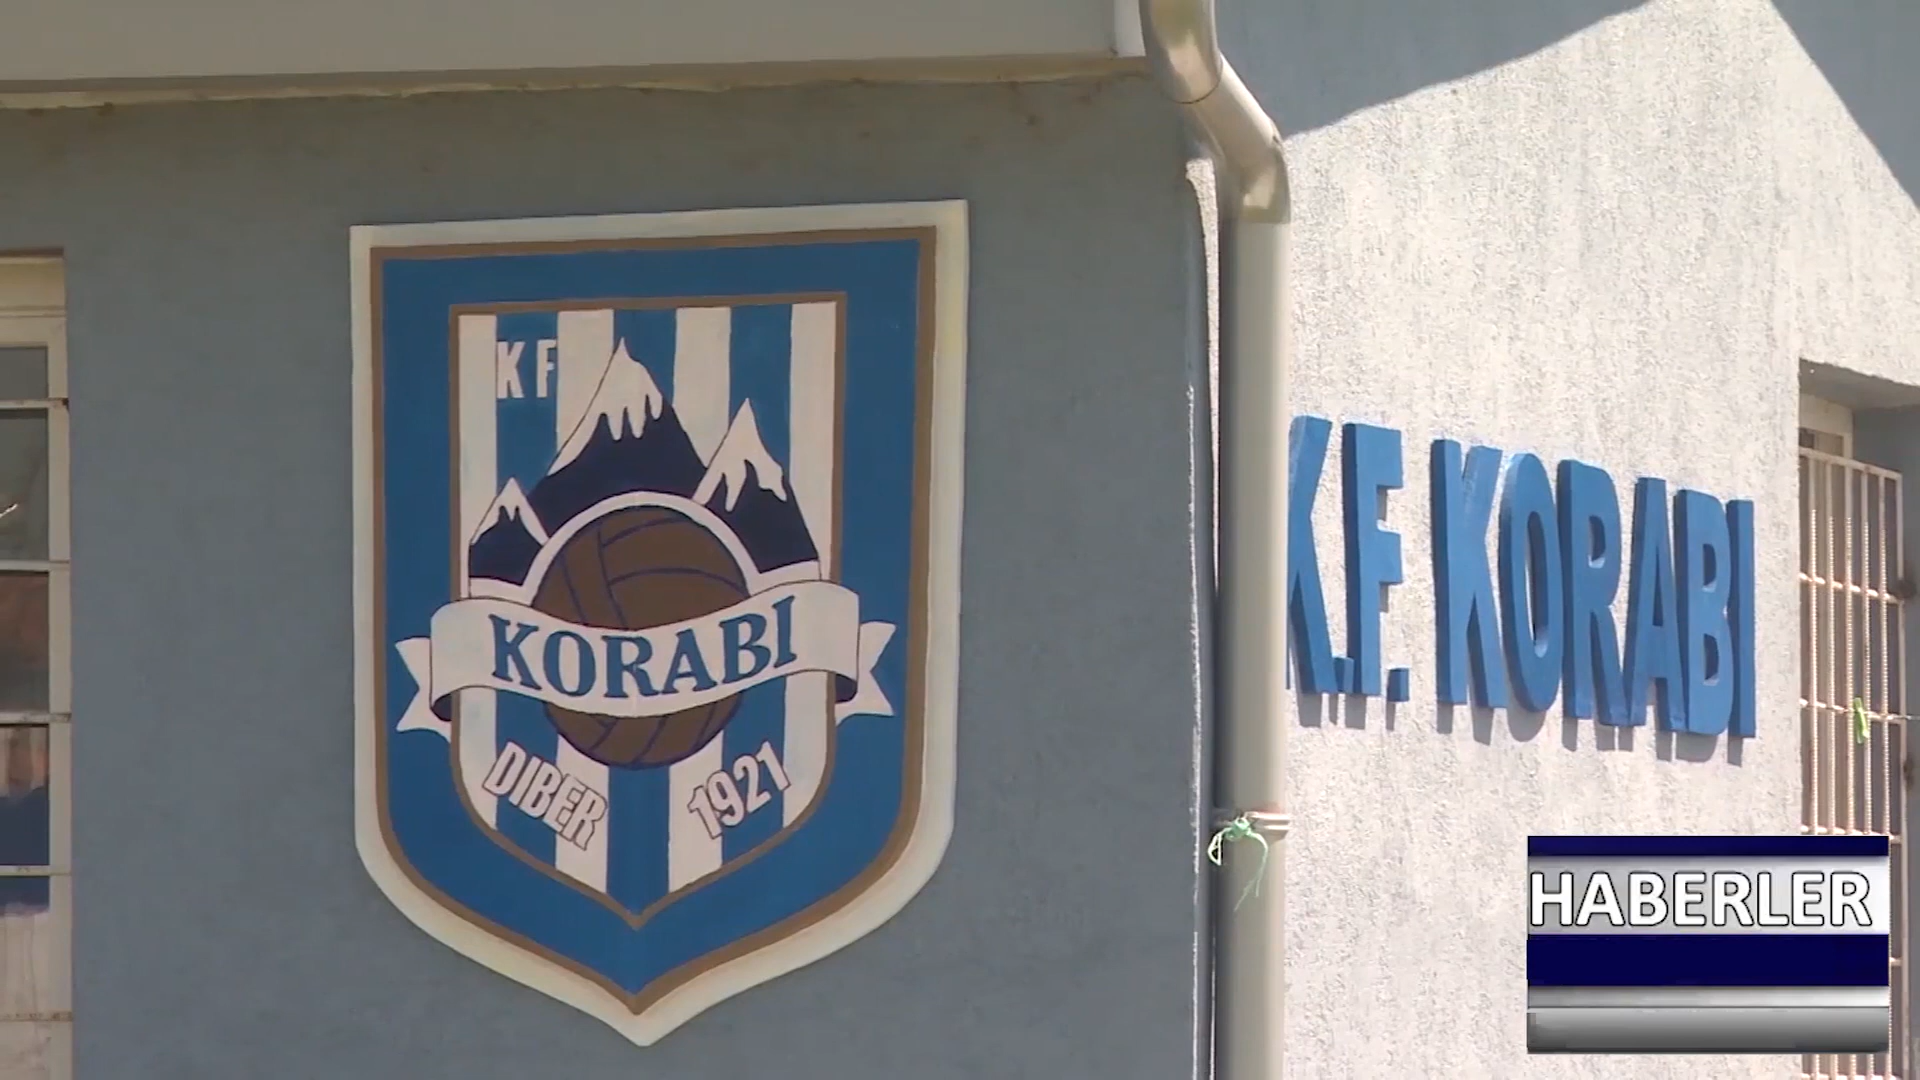 KF
KORABI
DIBER 1921
K.F. KORABI
HABERLER